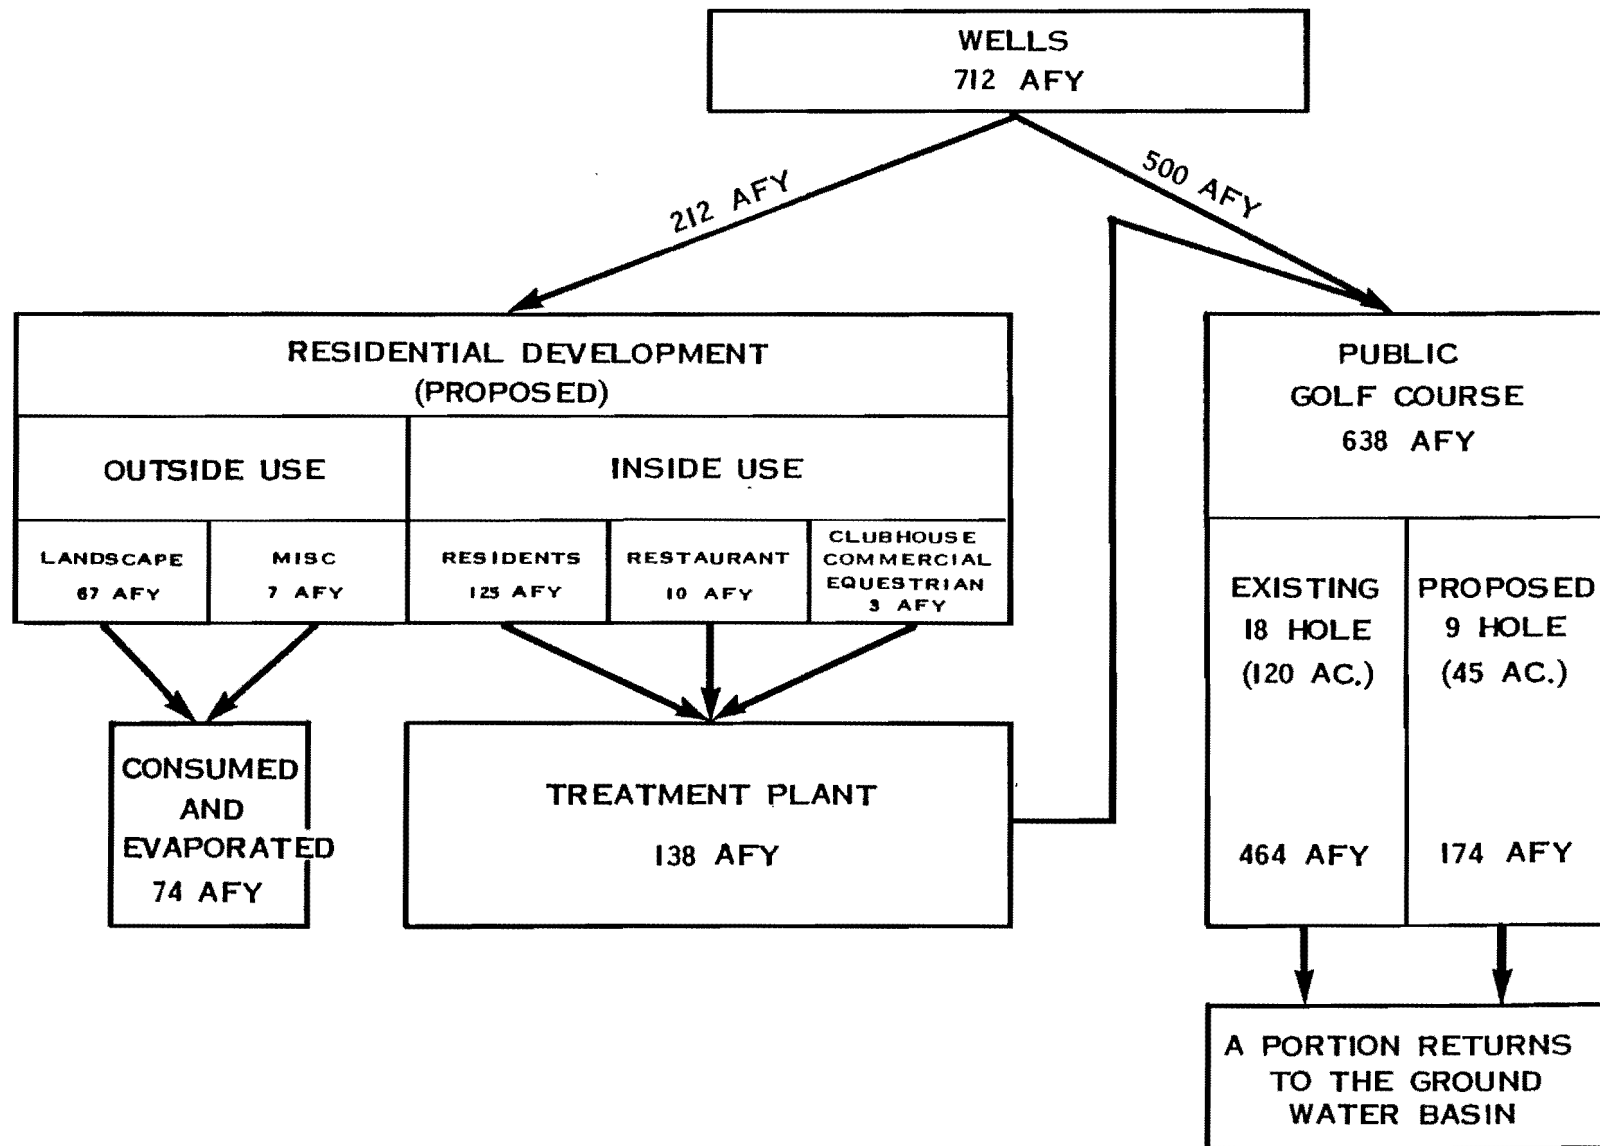 WELLS
712 AFY
212 AFY
500 AFY
RESIDENTIAL DEVELOPMENT
(PROPOSED)
OUTSIDE USE
INSIDE USE
LANDSCAPE
67 AFY
MISC
7 AFY
RESIDENTS
125 AFY
RESTAURANT
10 AFY
CLUBHOUSE
COMMERCIAL
EQUESTRIAN
3 AFY
CONSUMED
AND
EVAPORATED
74 AFY
TREATMENT PLANT
138 AFY
PUBLIC
GOLF COURSE
638 AFY
EXISTING
18 HOLE
(120 AC.)
464 AFY
PROPOSED
9 HOLE
(45 AC.)
174 AFY
A PORTION RETURNS
TO THE GROUND
WATER BASIN